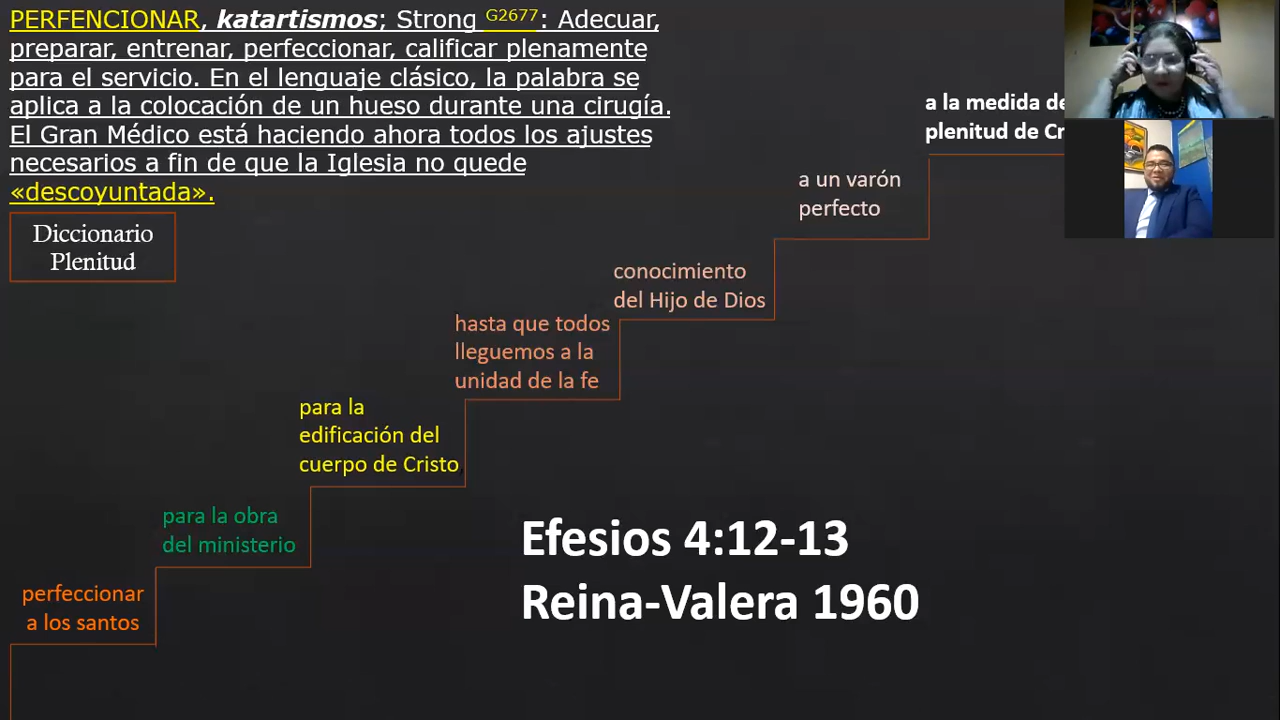 PERFENCIONAR, katartismos; Strong G2677: Adecuar,
preparar, entrenar, perfeccionar, calificar plenamente
para el servicio. En el lenguaje clásico, la palabra se
aplica a la colocación de un hueso durante una cirugía.
El Gran Médico está haciendo ahora todos los ajustes
necesarios a fin de que la Iglesia no quede
«descoyuntada».
Diccionario
Plenitud
a la medida de
plenitud de
a un varón
perfecto
conocimiento
del Hijo de Dios
hasta que todos
lleguemos a la
unidad de la fe
para la
edificación del
cuerpo de Cristo
para la obra
del ministerio
perfeccionar
a los santos
Efesios 4:12-13
Reina-Valera 1960